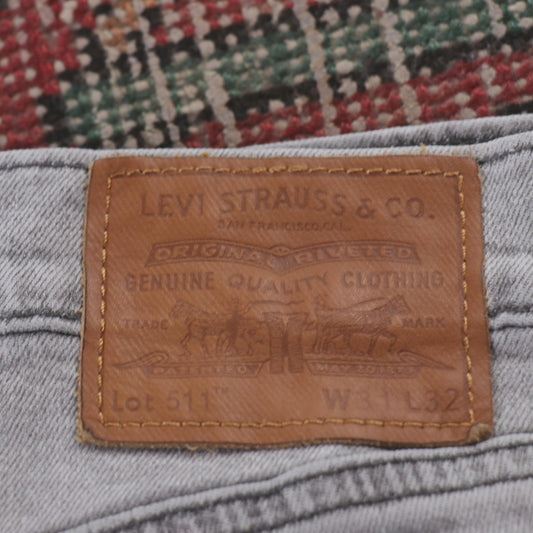 LEVI STRAUSS & CO.
SAN FRANCISCO, CAL.
ORIGINAL RIVETED
GENUINE QUALITY CLOTHING
TRADE MARK
PATENTED MAY 20 1873
Lot 511™ W31 L32